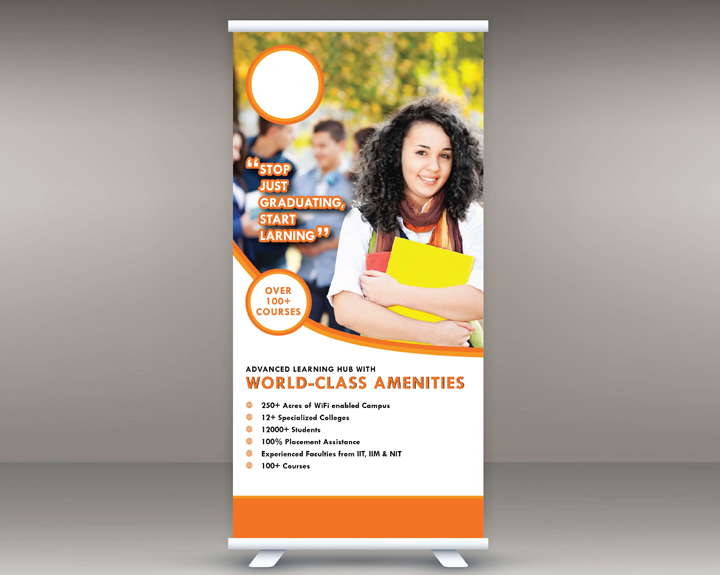 “STOP
JUST
GRADUATING,
START
LARNING”
OVER
100+
COURSES
ADVANCED LEARNING HUB WITH
WORLD-CLASS AMENITIES
250+ Acres of WiFi enabled Campus
12+ Specialized Colleges
12000+ Students
100% Placement Assistance
Experienced Faculties from IIT, IIM & NIT
100+ Courses